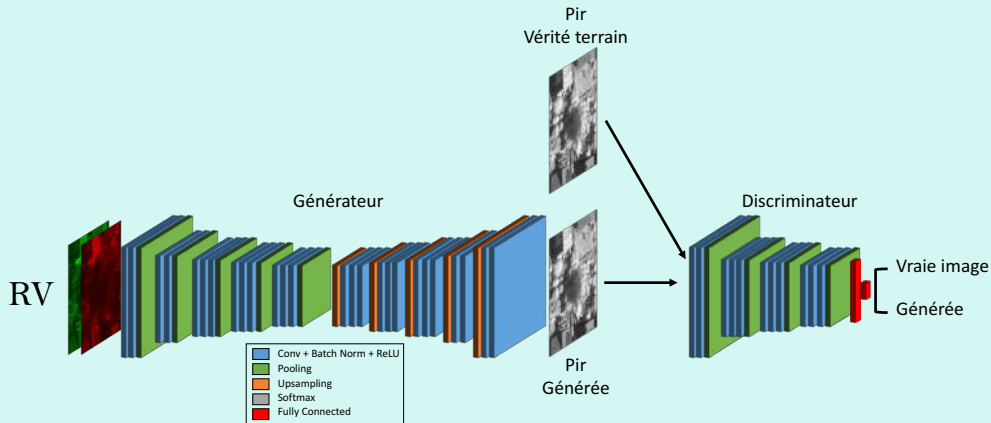 Pir
Vérité terrain
Générateur
Discriminateur
RV
Vraie image
Générée
Pir
Générée
Conv + Batch Norm + ReLU
Pooling
Upsampling
Softmax
Fully Connected